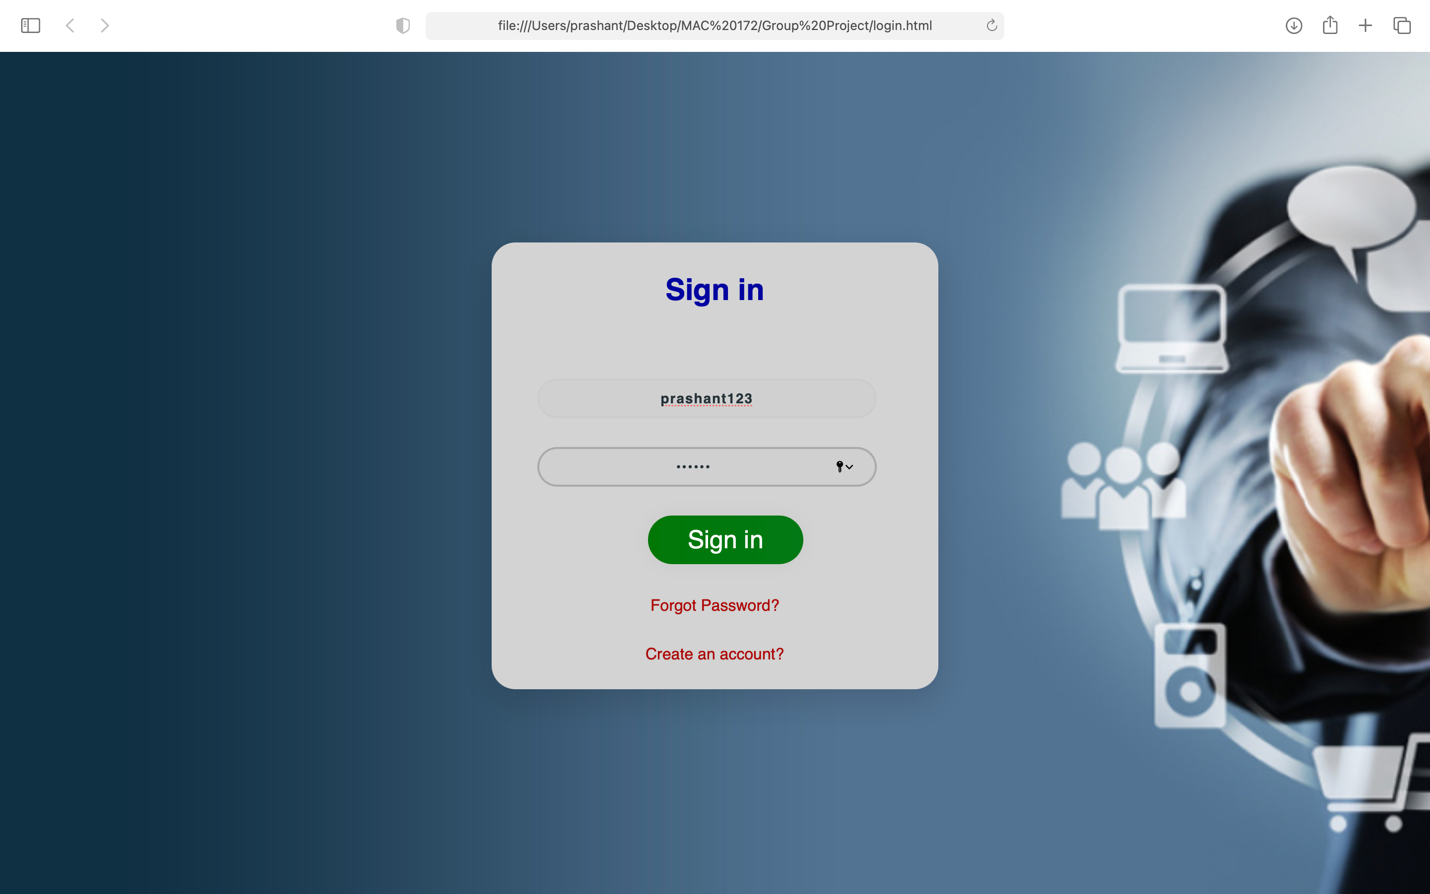 file:///Users/prashant/Desktop/MAC%20172/Group%20Project/login.html
Sign in
prashant123
••••••
Sign in
Forgot Password?
Create an account?